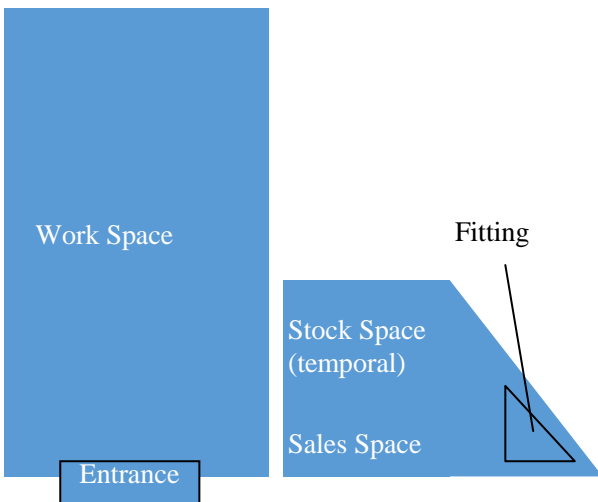 Work Space
Fitting
Stock Space
(temporal)
Sales Space
Entrance